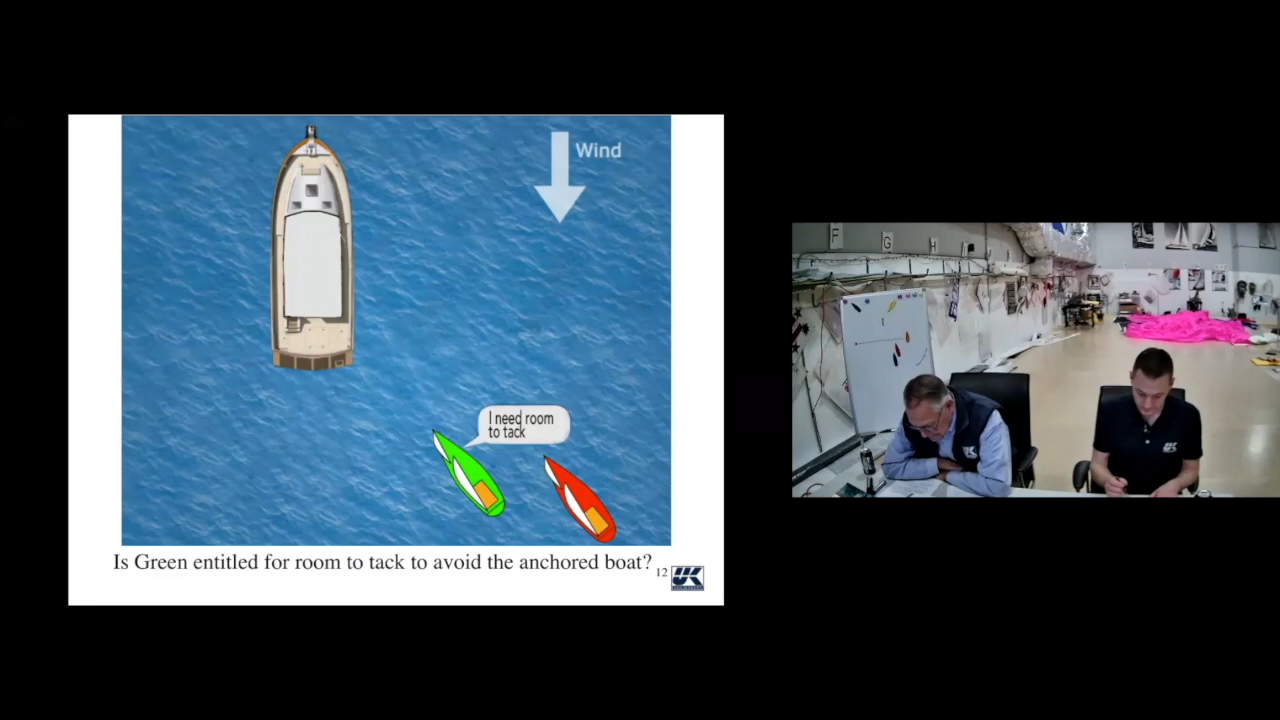 Wind
I need room
to tack
Is Green entitled for room to tack to avoid the anchored boat?
12
UK
F
G
H
UK